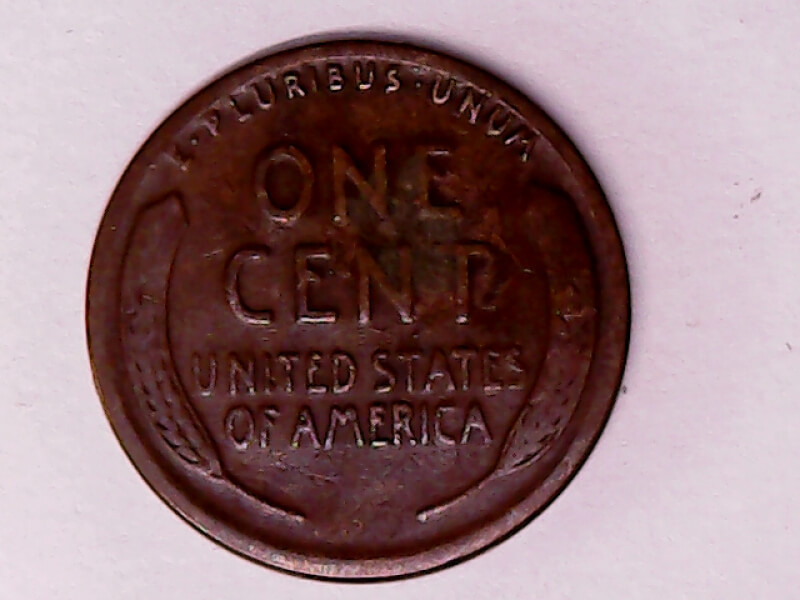 E · PLURIBUS · UNUM
ONE
CENT
UNITED STATES
OF AMERICA